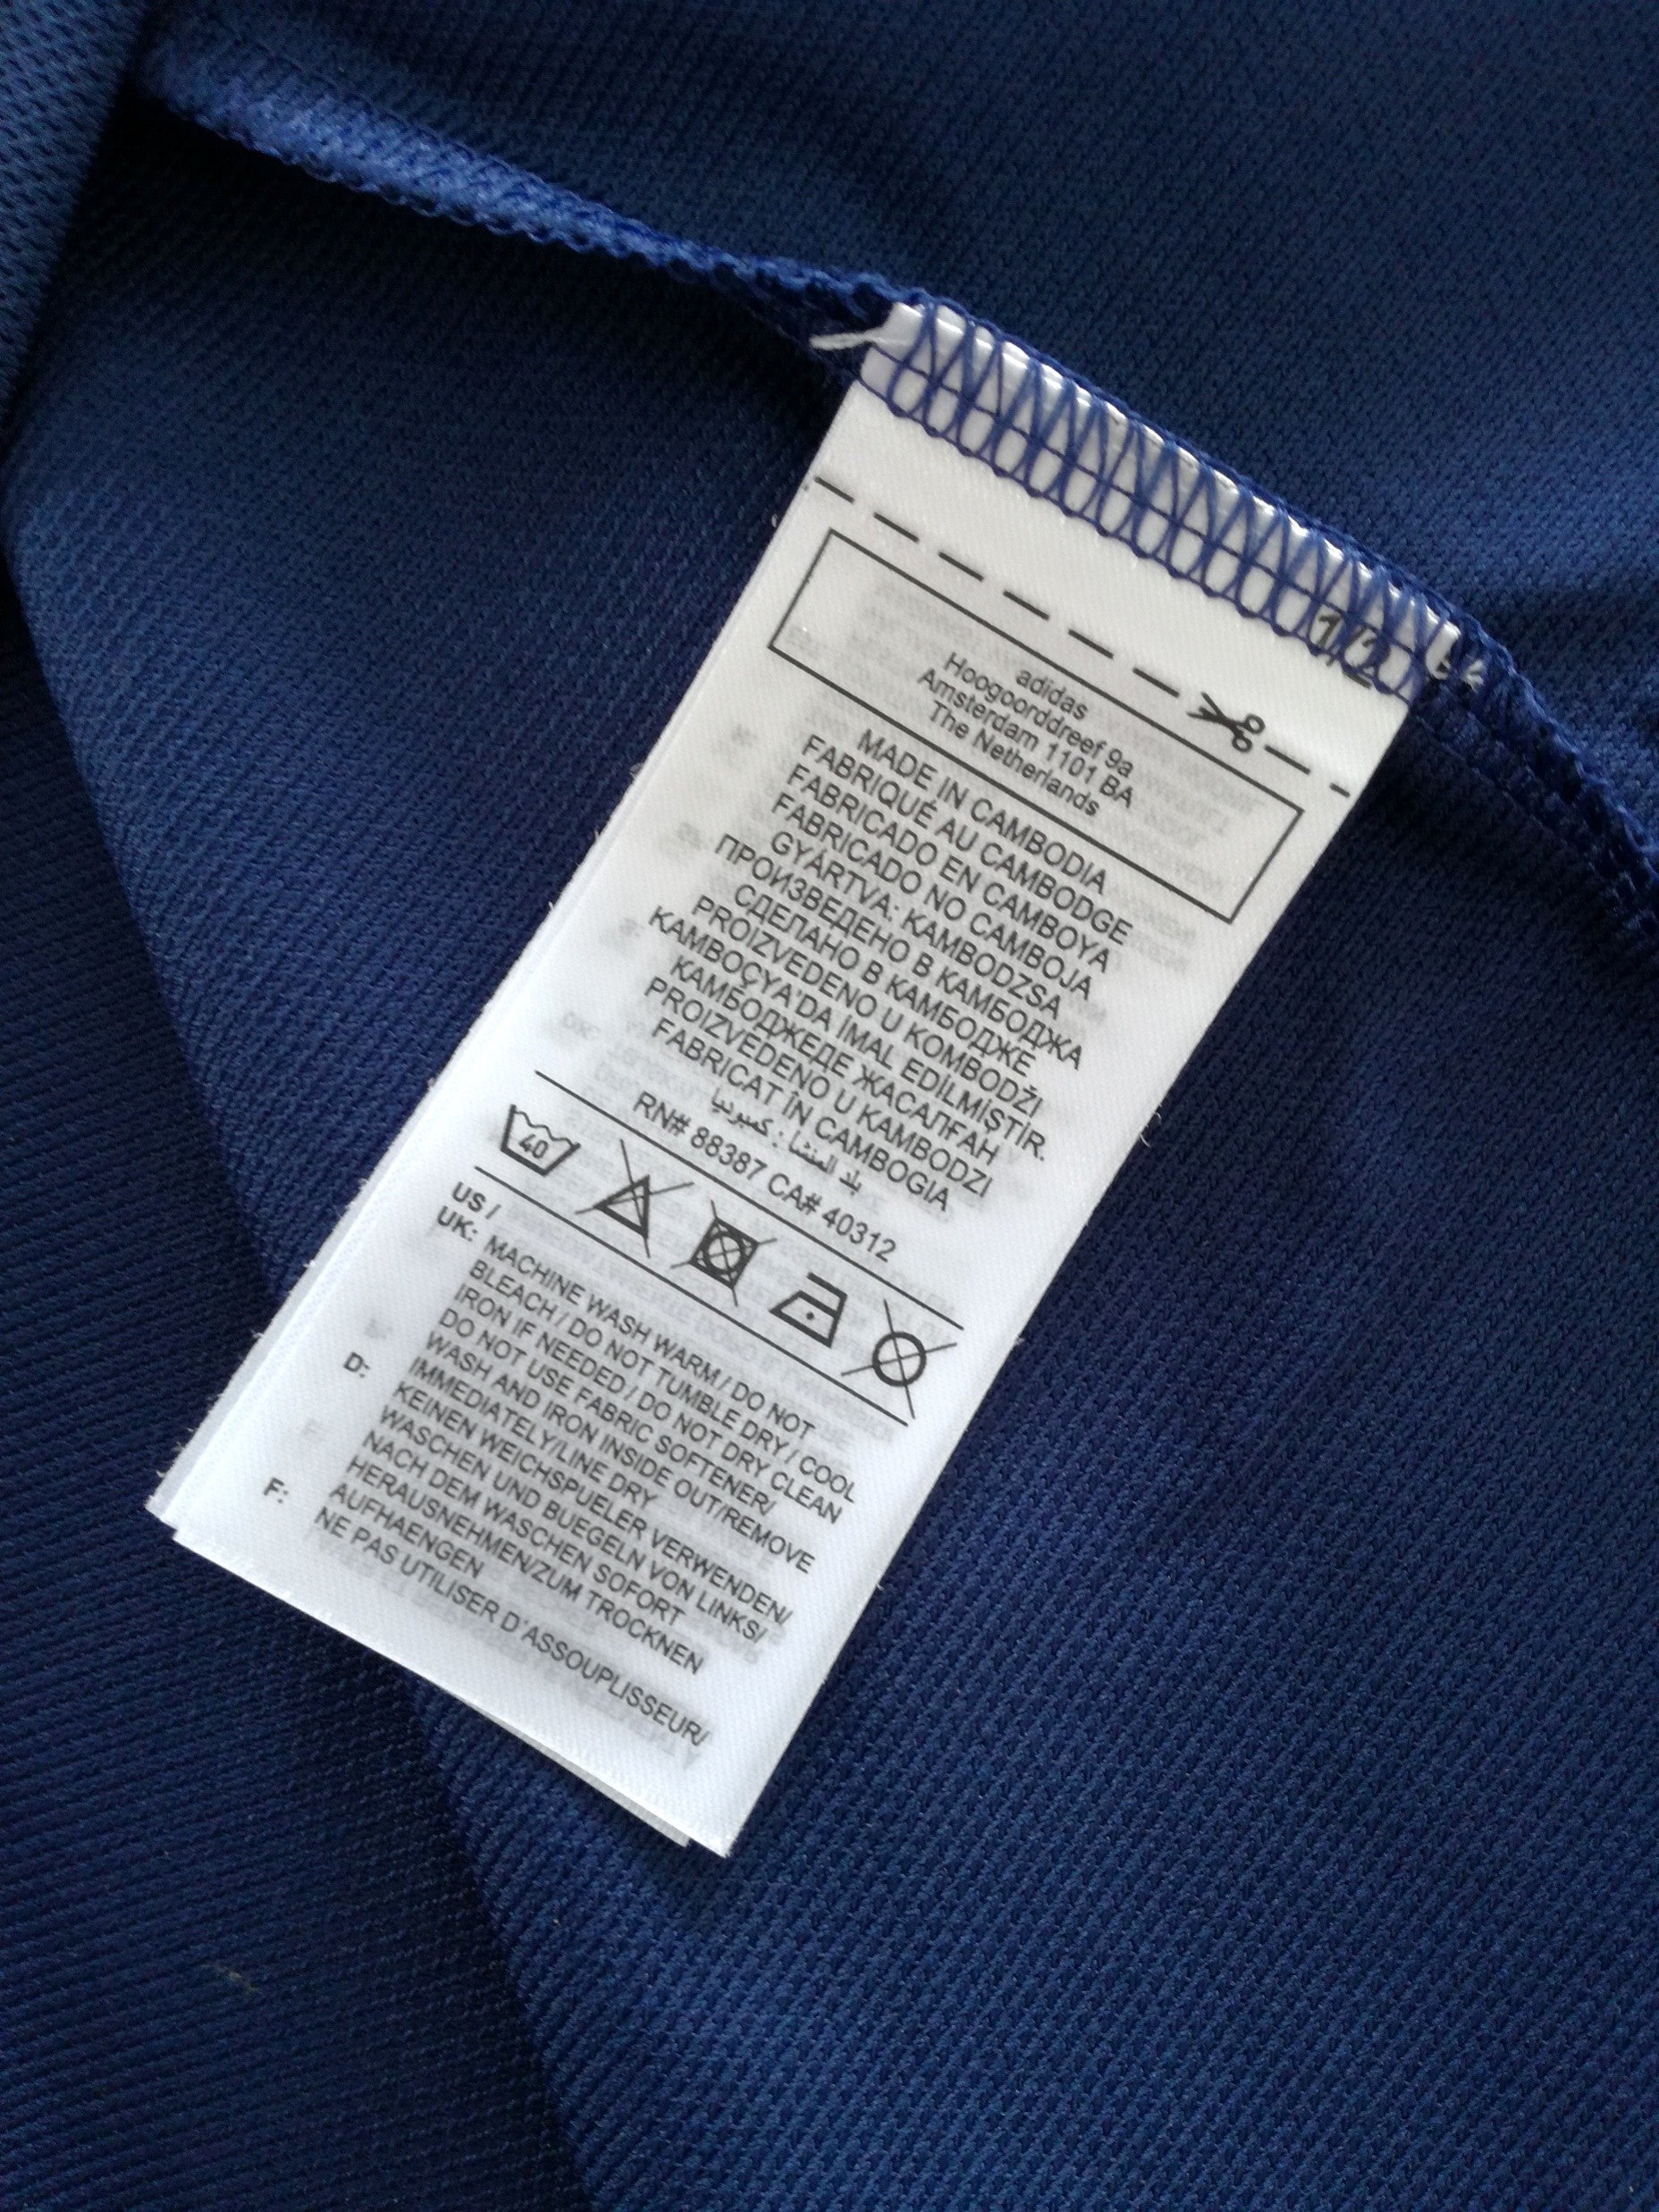 1/2
adidas
Hoogoorddreef 9a
Amsterdam 1101 BA
The Netherlands
MADE IN CAMBODIA
FABRIQUÉ AU CAMBODGE
FABRICADO EN CAMBOYA
FABRICADO NO CAMBOJA
GYÁRTVA: KAMBODZSA
ПРОИЗВЕДЕНО В КАМБОДЖА
СДЕЛАНО В КАМБОДЖЕ
PROIZVEDENO U KOMBODŽI
KAMBOÇYA'DA İMAL EDİLMİŞTİR.
КАМБОДЖЕДЕ ЖАСАЛҒАН
PROIZVEDENO U KAMBODZI
FABRICAT ÎN CAMBOGIA
بلد المنشأ : كمبوديا
RN# 88387 CA# 40312
40
US / UK: MACHINE WASH WARM / DO NOT
BLEACH / DO NOT TUMBLE DRY / COOL
IRON IF NEEDED / DO NOT DRY CLEAN
DO NOT USE FABRIC SOFTENER/
WASH AND IRON INSIDE OUT/REMOVE
IMMEDIATELY/LINE DRY
D: KEINEN WEICHSPUELER VERWENDEN/
WASCHEN UND BUEGELN VON LINKS/
NACH DEM WASCHEN SOFORT
HERAUSNEHMEN/ZUM TROCKNEN
AUFHAENGEN
F: NE PAS UTILISER D'ASSOUPLISSEUR/